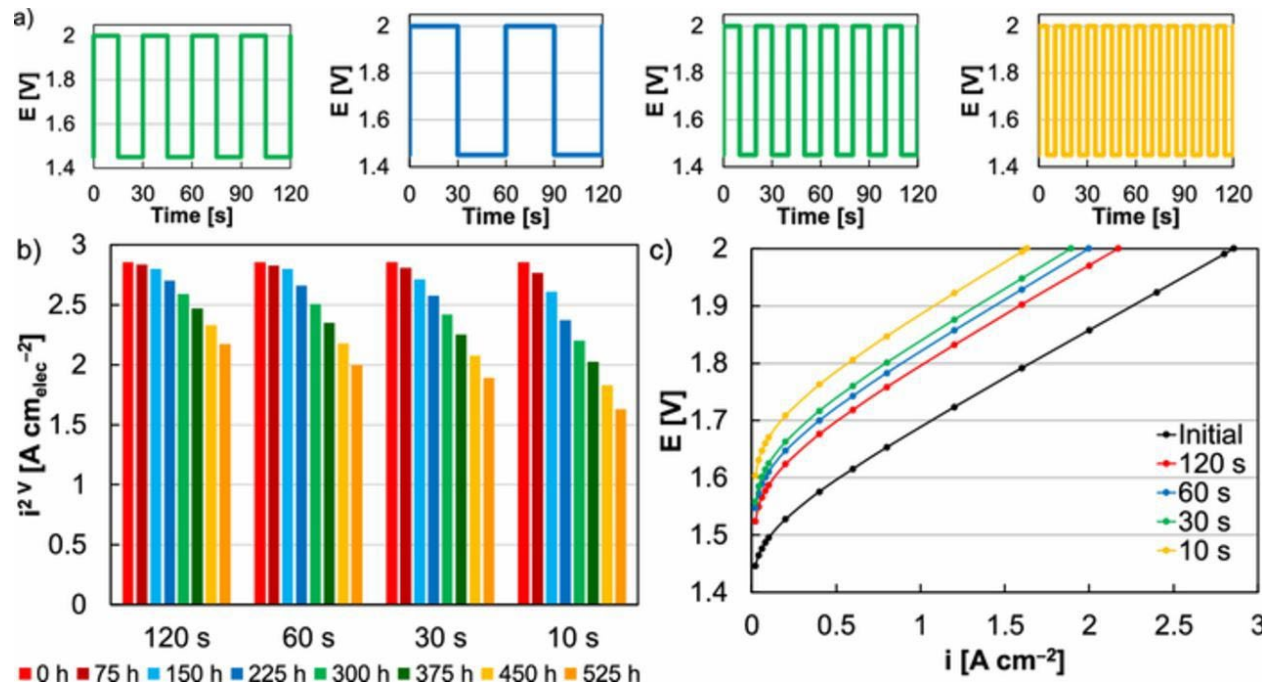 a)
E [V]
2
1.8
1.6
1.4
0 30 60 90 120
Time [s]
E [V]
2
1.8
1.6
1.4
0 30 60 90 120
Time [s]
E [V]
2
1.8
1.6
1.4
0 30 60 90 120
Time [s]
E [V]
2
1.8
1.6
1.4
0 30 60 90 120
Time [s]
b)
i² ⱽ [A cm_elec⁻²]
3
2.5
2
1.5
1
0.5
0
120 s 60 s 30 s 10 s
0 h 75 h 150 h 225 h 300 h 375 h 450 h 525 h
c)
E [V]
2
1.9
1.8
1.7
1.6
1.5
1.4
Initial
120 s
60 s
30 s
10 s
0 0.5 1 1.5 2 2.5 3
i [A cm⁻²]